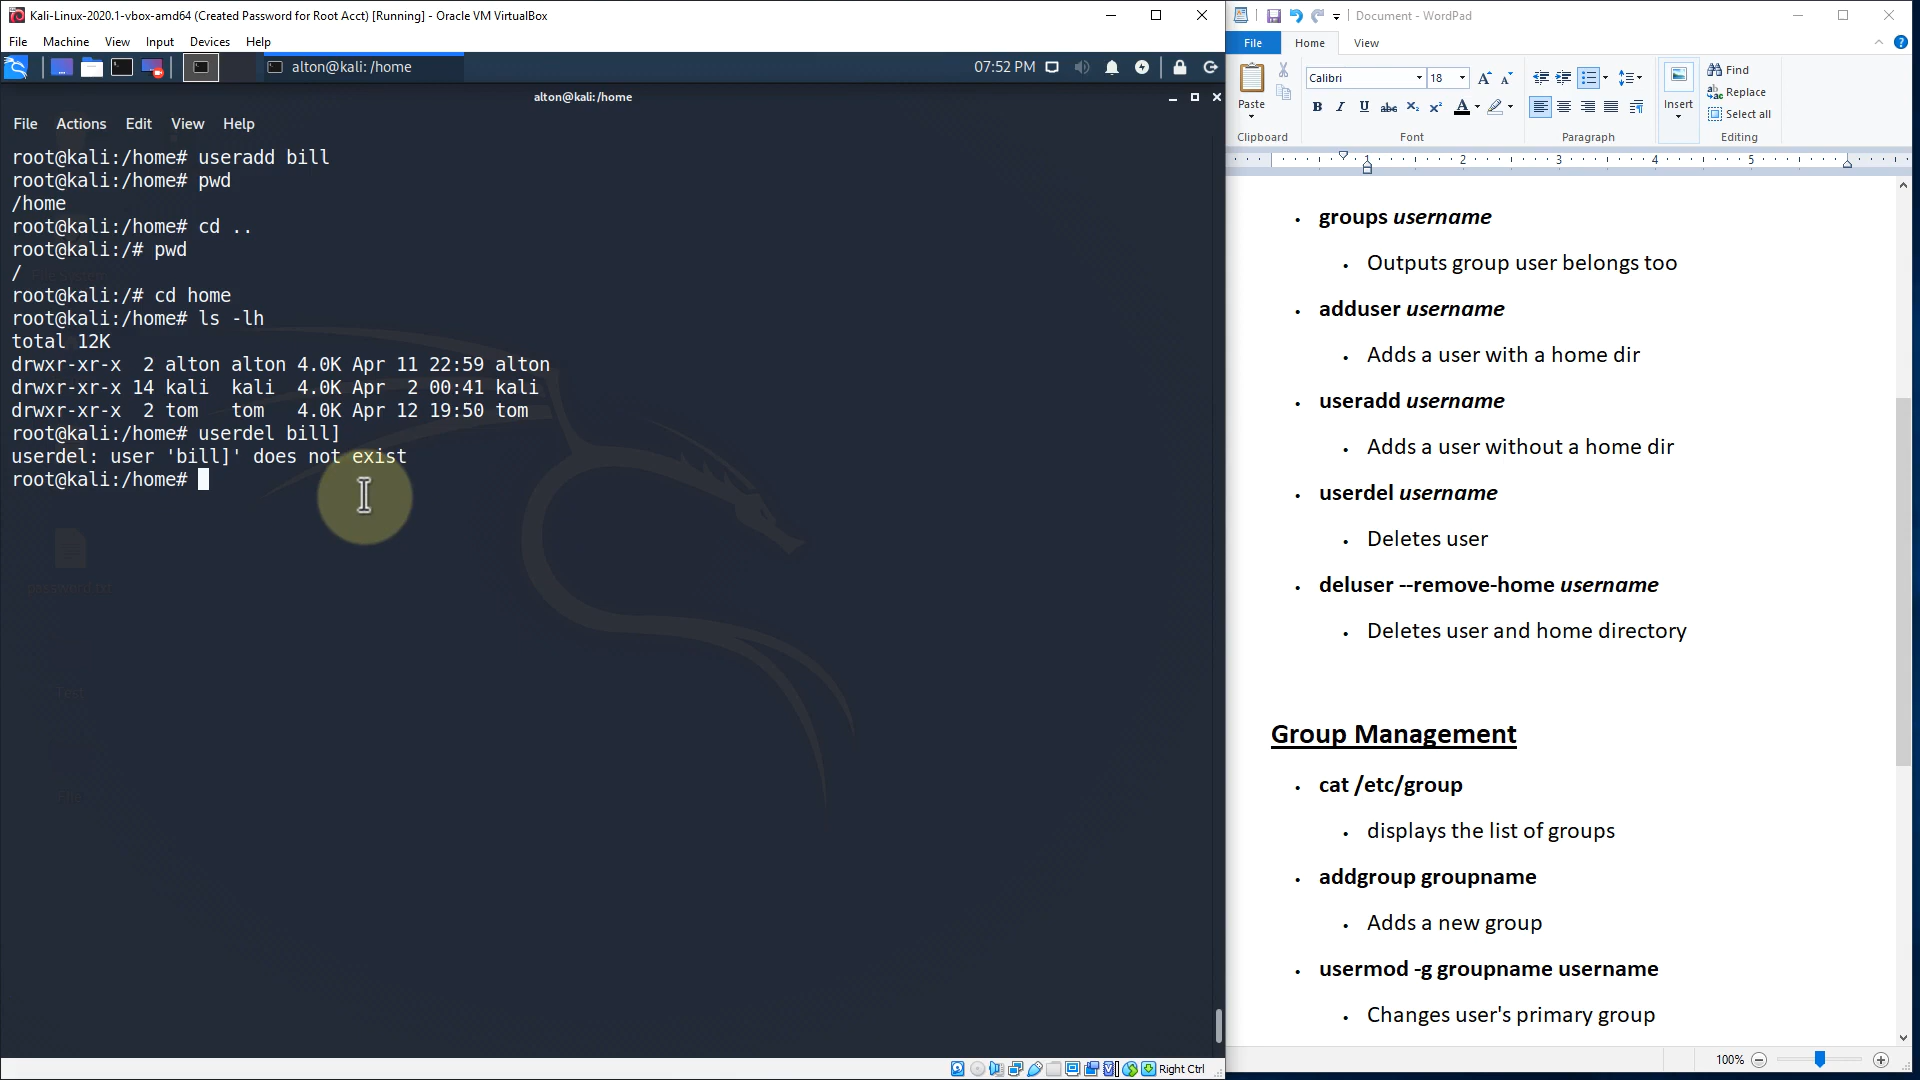 Kali-Linux-2020.1-vbox-amd64 (Created Password for Root Acct) [Running] - Oracle VM VirtualBox
File Machine View Input Devices Help
alton@kali: /home
07:52 PM
alton@kali:/home
File Actions Edit View Help
root@kali:/home# useradd bill
root@kali:/home# pwd
/home
root@kali:/home# cd ..
root@kali:/# pwd
/
root@kali:/# cd home
root@kali:/home# ls -lh
total 12K
drwxr-xr-x 2 alton alton 4.0K Apr 11 22:59 alton
drwxr-xr-x 14 kali kali 4.0K Apr 2 00:41 kali
drwxr-xr-x 2 tom tom 4.0K Apr 12 19:50 tom
root@kali:/home# userdel bill]
userdel: user 'bill]' does not exist
root@kali:/home#
Test
Right Ctrl
Document - WordPad
File Home View
Paste
Clipboard
Calibri 18
Font
Paragraph
Insert
Find
Replace
Select all
Editing
1 2 3 4 5
groups username
Outputs group user belongs too
adduser username
Adds a user with a home dir
useradd username
Adds a user without a home dir
userdel username
Deletes user
deluser --remove-home username
Deletes user and home directory
Group Management
cat /etc/group
displays the list of groups
addgroup groupname
Adds a new group
usermod -g groupname username
Changes user's primary group
100%